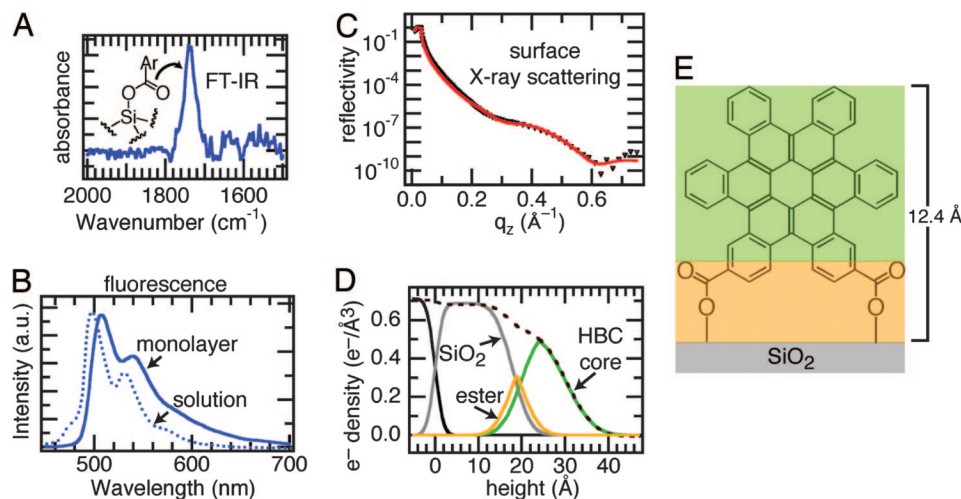 A
absorbance
Ar
O
O
Si
O
FT-IR
2000 1800 1600
Wavenumber (cm⁻¹)
B
fluorescence
Intensity (a.u.)
monolayer
solution
500 600 700
Wavelength (nm)
C
reflectivity
10⁻¹
10⁻⁴
10⁻⁷
10⁻¹⁰
surface
X-ray scattering
0.0 0.2 0.4 0.6
q_z (Å⁻¹)
D
e⁻ density (e⁻/Å3)
0.6
0.4
0.2
0.0
SiO₂
HBC
core
ester
0 10 20 30 40
height (Å)
E
12.4 Å
O
O
O
O
SiO₂